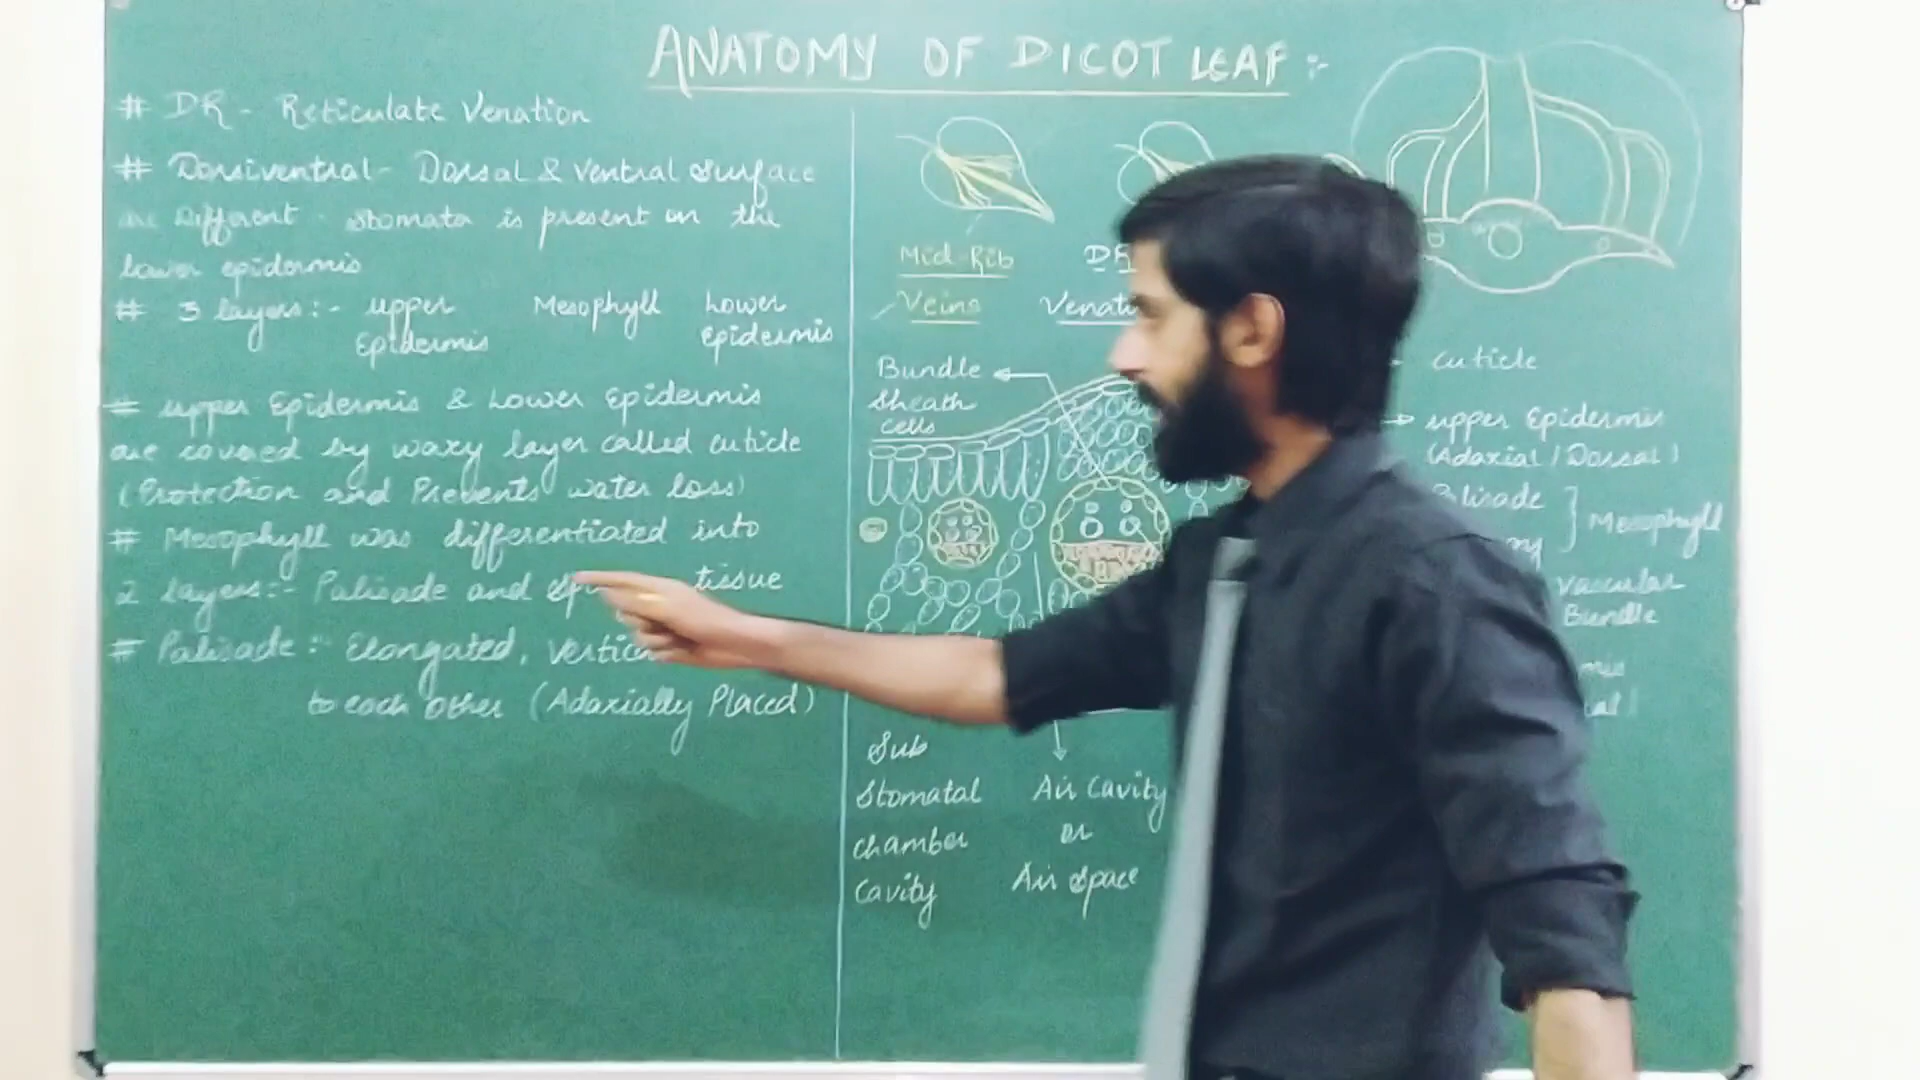 ANATOMY OF DICOT LEAF :-
# DR - Reticulate Venation
# Dorsiventral - Dorsal & Ventral Surface
are Different - Stomata is present on the
lower epidermis
# 3 layers :- upper Epidermis Mesophyll Lower Epidermis
# upper Epidermis & Lower Epidermis
are covered by waxy layer called cuticle
(Protection and Prevents water loss)
# Mesophyll was differentiated into
2 layers :- Palisade and tissue
# Palisade :- Elongated,
to each other (Adaxially Placed)
Mid-Rib
Veins
DR
Bundle
Sheath
cells
Sub
Stomatal
chamber
Cavity
Air Cavity
or
Air Space
cuticle
upper Epidermis
(Adaxial / Dorsal)
Mesophyll
Vascular
Bundle